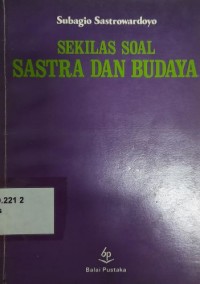 Subagio Sastrowardoyo
SEKILAS SOAL
SASTRA DAN BUDAYA
.221 2
s
bp
Balai Pustaka